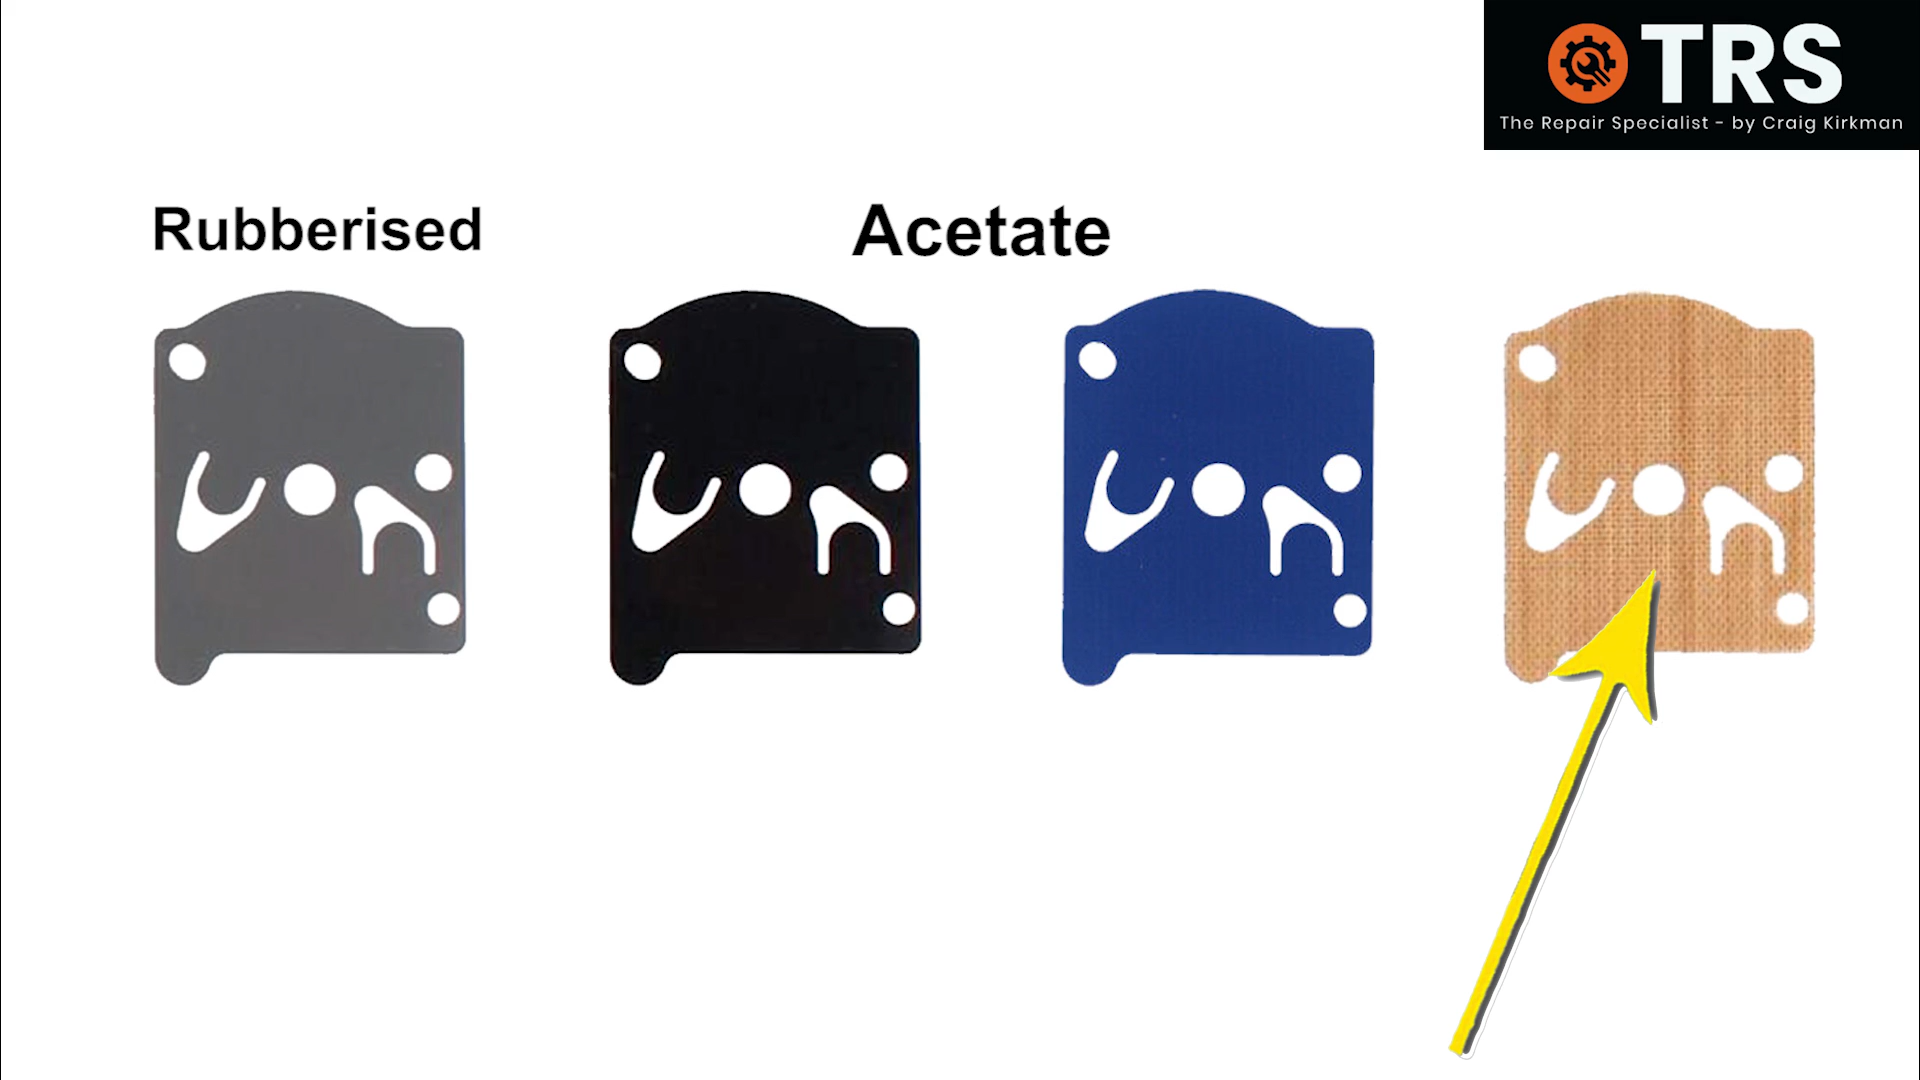 TRS
The Repair Specialist - by Craig Kirkman
Rubberised
Acetate